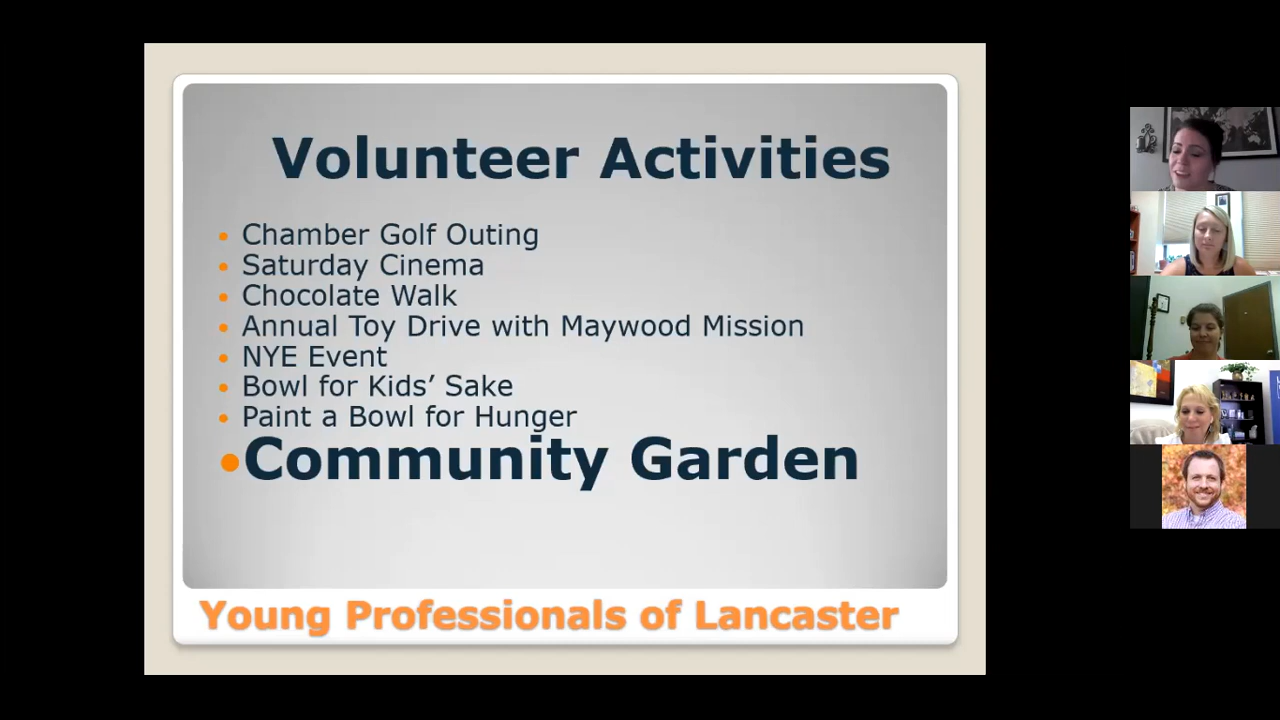 Volunteer Activities
• Chamber Golf Outing
• Saturday Cinema
• Chocolate Walk
• Annual Toy Drive with Maywood Mission
• NYE Event
• Bowl for Kids’ Sake
• Paint a Bowl for Hunger
• Community Garden
Young Professionals of Lancaster